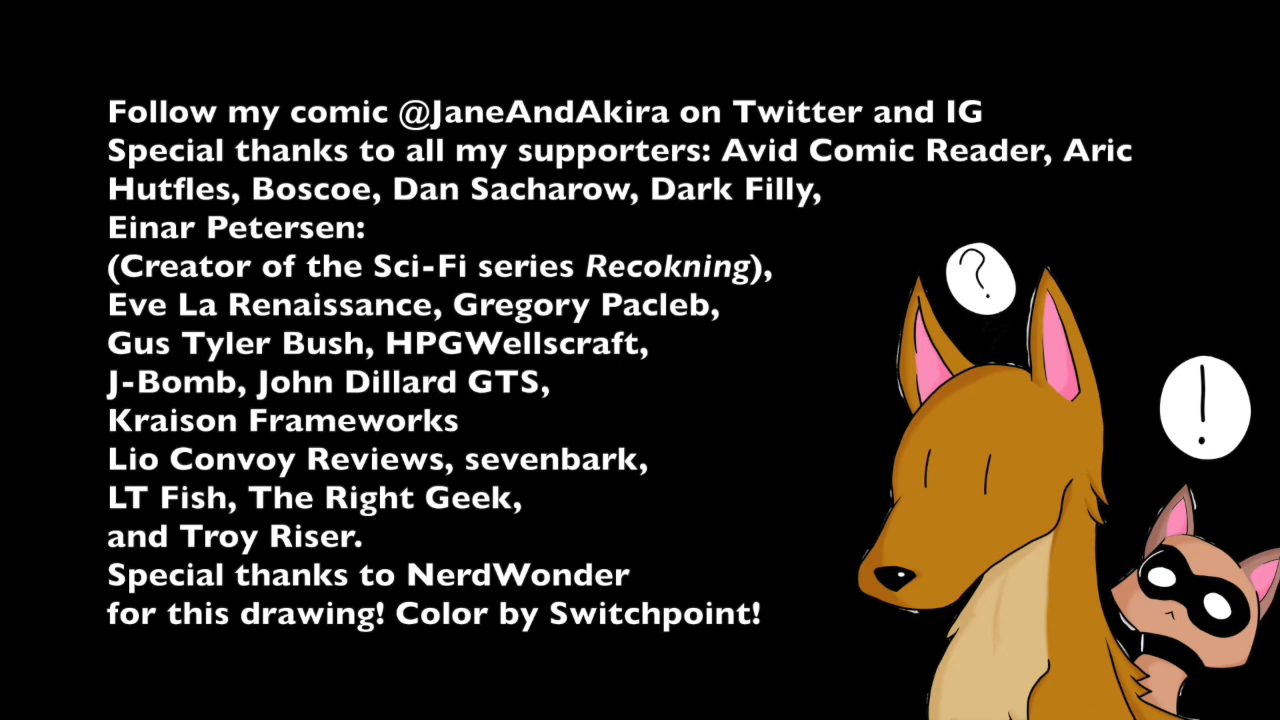 Follow my comic @JaneAndAkira on Twitter and IG
Special thanks to all my supporters: Avid Comic Reader, Aric
Hutfles, Boscoe, Dan Sacharow, Dark Filly,
Einar Petersen:
(Creator of the Sci-Fi series Recokning),
Eve La Renaissance, Gregory Pacleb,
Gus Tyler Bush, HPGWellscraft,
J-Bomb, John Dillard GTS,
Kraison Frameworks
Lio Convoy Reviews, sevenbark,
LT Fish, The Right Geek,
and Troy Riser.
Special thanks to NerdWonder
for this drawing! Color by Switchpoint!
?
!